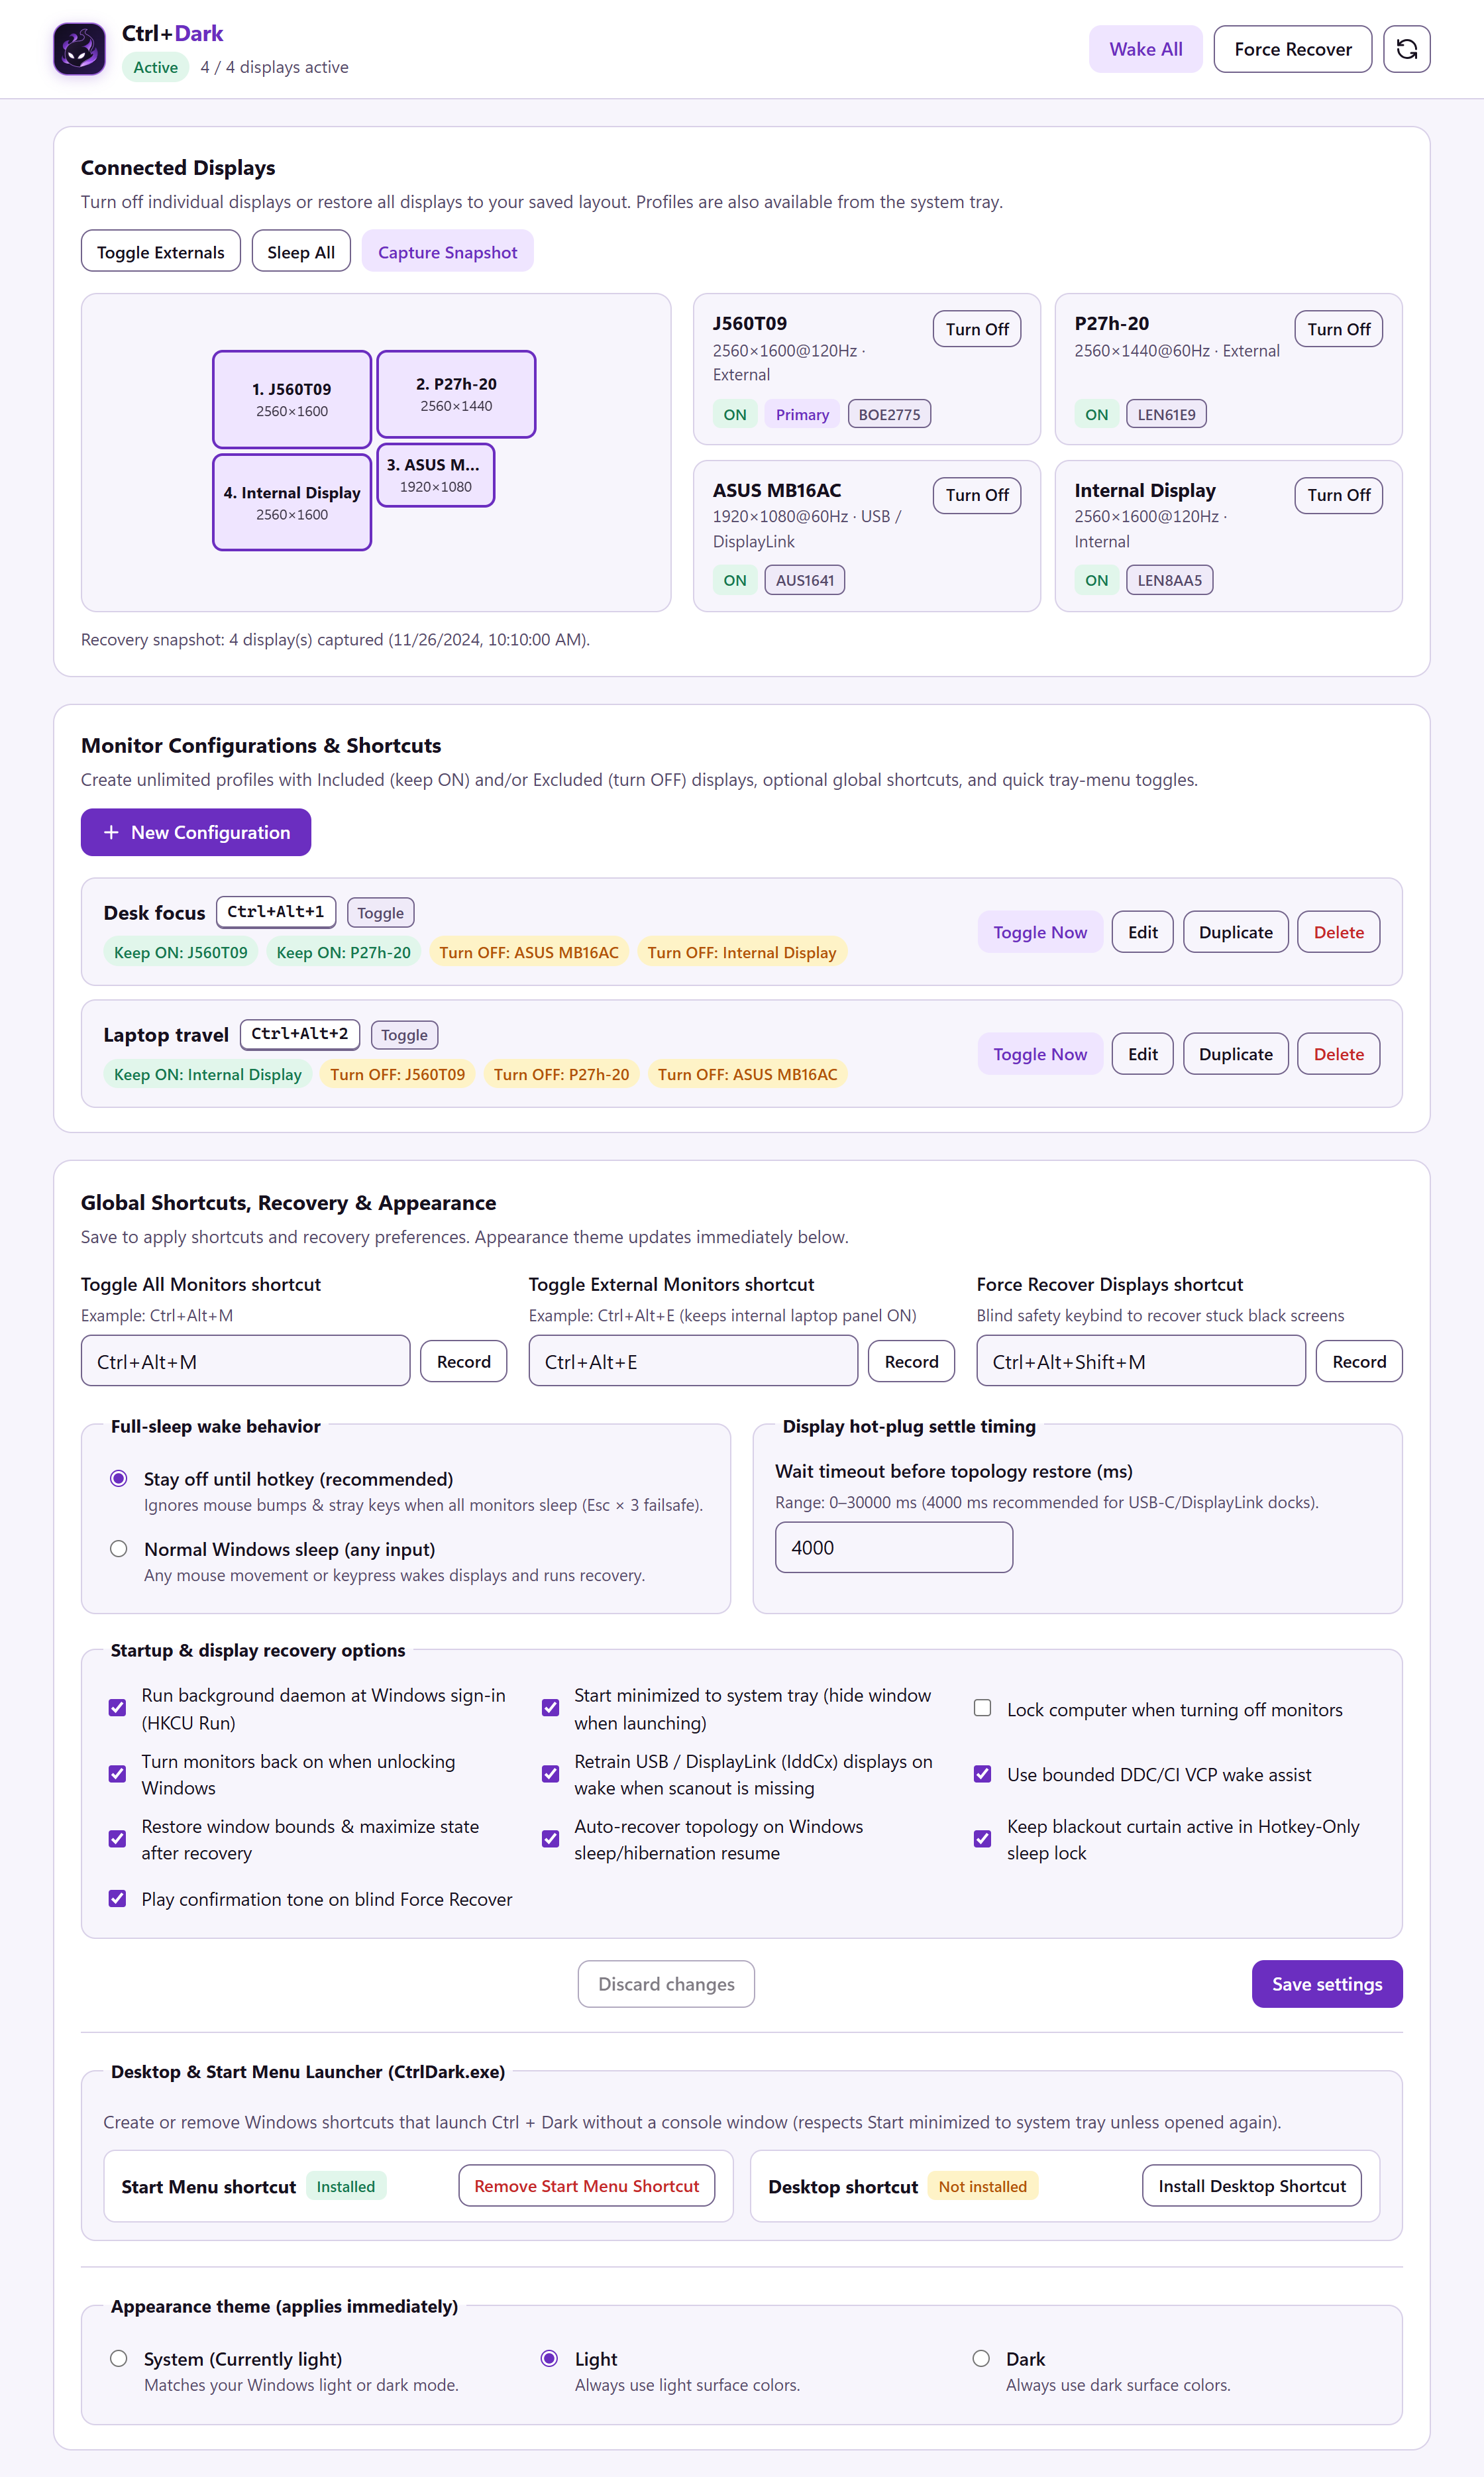 Ctrl+Dark
Active
4 / 4 displays active
Wake All
Force Recover
Connected Displays
Turn off individual displays or restore all displays to your saved layout. Profiles are also available from the system tray.
Toggle Externals
Sleep All
Capture Snapshot
1. J560T09
2560×1600
2. P27h-20
2560×1440
3. ASUS M...
1920×1080
4. Internal Display
2560×1600
J560T09
2560×1600@120Hz ·
External
Turn Off
ON
Primary
BOE2775
P27h-20
2560×1440@60Hz · External
Turn Off
ON
LEN61E9
ASUS MB16AC
1920×1080@60Hz · USB /
DisplayLink
Turn Off
ON
AUS1641
Internal Display
2560×1600@120Hz ·
Internal
Turn Off
ON
LEN8AA5
Recovery snapshot: 4 display(s) captured (11/26/2024, 10:10:00 AM).
Monitor Configurations & Shortcuts
Create unlimited profiles with Included (keep ON) and/or Excluded (turn OFF) displays, optional global shortcuts, and quick tray-menu toggles.
+ New Configuration
Desk focus
Ctrl+Alt+1
Toggle
Keep ON: J560T09
Keep ON: P27h-20
Turn OFF: ASUS MB16AC
Turn OFF: Internal Display
Toggle Now
Edit
Duplicate
Delete
Laptop travel
Ctrl+Alt+2
Toggle
Keep ON: Internal Display
Turn OFF: J560T09
Turn OFF: P27h-20
Turn OFF: ASUS MB16AC
Toggle Now
Edit
Duplicate
Delete
Global Shortcuts, Recovery & Appearance
Save to apply shortcuts and recovery preferences. Appearance theme updates immediately below.
Toggle All Monitors shortcut
Example: Ctrl+Alt+M
Ctrl+Alt+M
Record
Toggle External Monitors shortcut
Example: Ctrl+Alt+E (keeps internal laptop panel ON)
Ctrl+Alt+E
Record
Force Recover Displays shortcut
Blind safety keybind to recover stuck black screens
Ctrl+Alt+Shift+M
Record
Full-sleep wake behavior
Stay off until hotkey (recommended)
Ignores mouse bumps & stray keys when all monitors sleep (Esc × 3 failsafe).
Normal Windows sleep (any input)
Any mouse movement or keypress wakes displays and runs recovery.
Display hot-plug settle timing
Wait timeout before topology restore (ms)
Range: 0–30000 ms (4000 ms recommended for USB-C/DisplayLink docks).
4000
Startup & display recovery options
Run background daemon at Windows sign-in
(HKCU Run)
Start minimized to system tray (hide window
when launching)
Lock computer when turning off monitors
Turn monitors back on when unlocking
Windows
Retrain USB / DisplayLink (IddCx) displays on
wake when scanout is missing
Use bounded DDC/CI VCP wake assist
Restore window bounds & maximize state
after recovery
Auto-recover topology on Windows
sleep/hibernation resume
Keep blackout curtain active in Hotkey-Only
sleep lock
Play confirmation tone on blind Force Recover
Discard changes
Save settings
Desktop & Start Menu Launcher (CtrlDark.exe)
Create or remove Windows shortcuts that launch Ctrl + Dark without a console window (respects Start minimized to system tray unless opened again).
Start Menu shortcut
Installed
Remove Start Menu Shortcut
Desktop shortcut
Not installed
Install Desktop Shortcut
Appearance theme (applies immediately)
System (Currently light)
Matches your Windows light or dark mode.
Light
Always use light surface colors.
Dark
Always use dark surface colors.